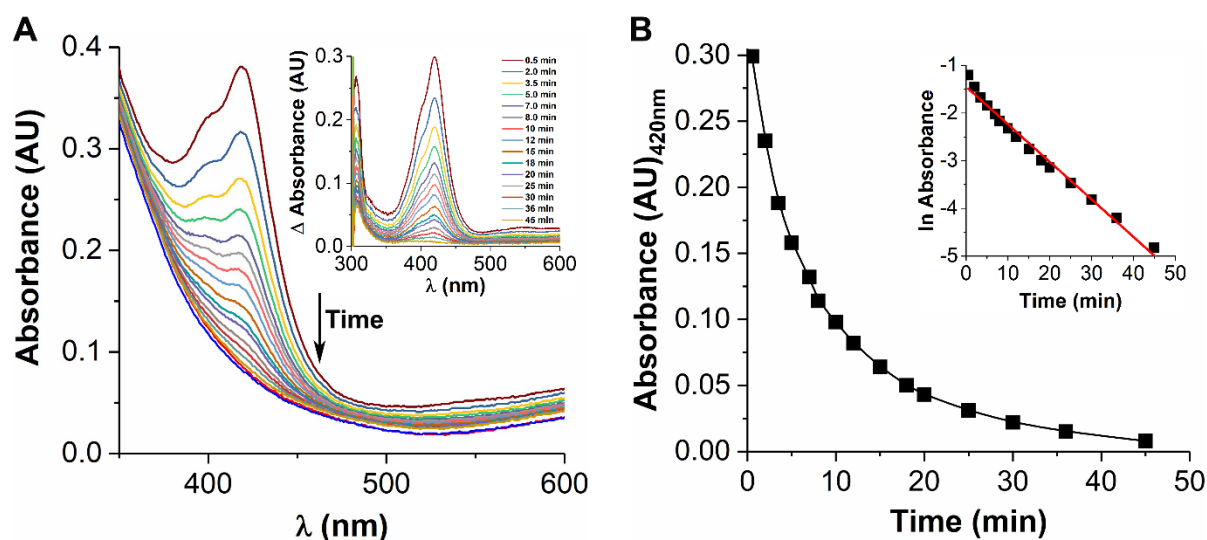 A
Absorbance (AU)
0.4
0.3
0.2
0.1
0.0
400
500
600
λ (nm)
Time
Δ Absorbance (AU)
0.3
0.2
0.1
0.0
300
400
500
600
λ (nm)
0.5 min
2.0 min
3.5 min
5.0 min
7.0 min
8.0 min
10 min
12 min
15 min
18 min
20 min
25 min
30 min
36 min
45 min
B
Absorbance (AU)420nm
0.30
0.25
0.20
0.15
0.10
0.05
0.00
0
10
20
30
40
50
Time (min)
ln Absorbance
-1
-2
-3
-4
-5
0
10
20
30
40
50
Time (min)